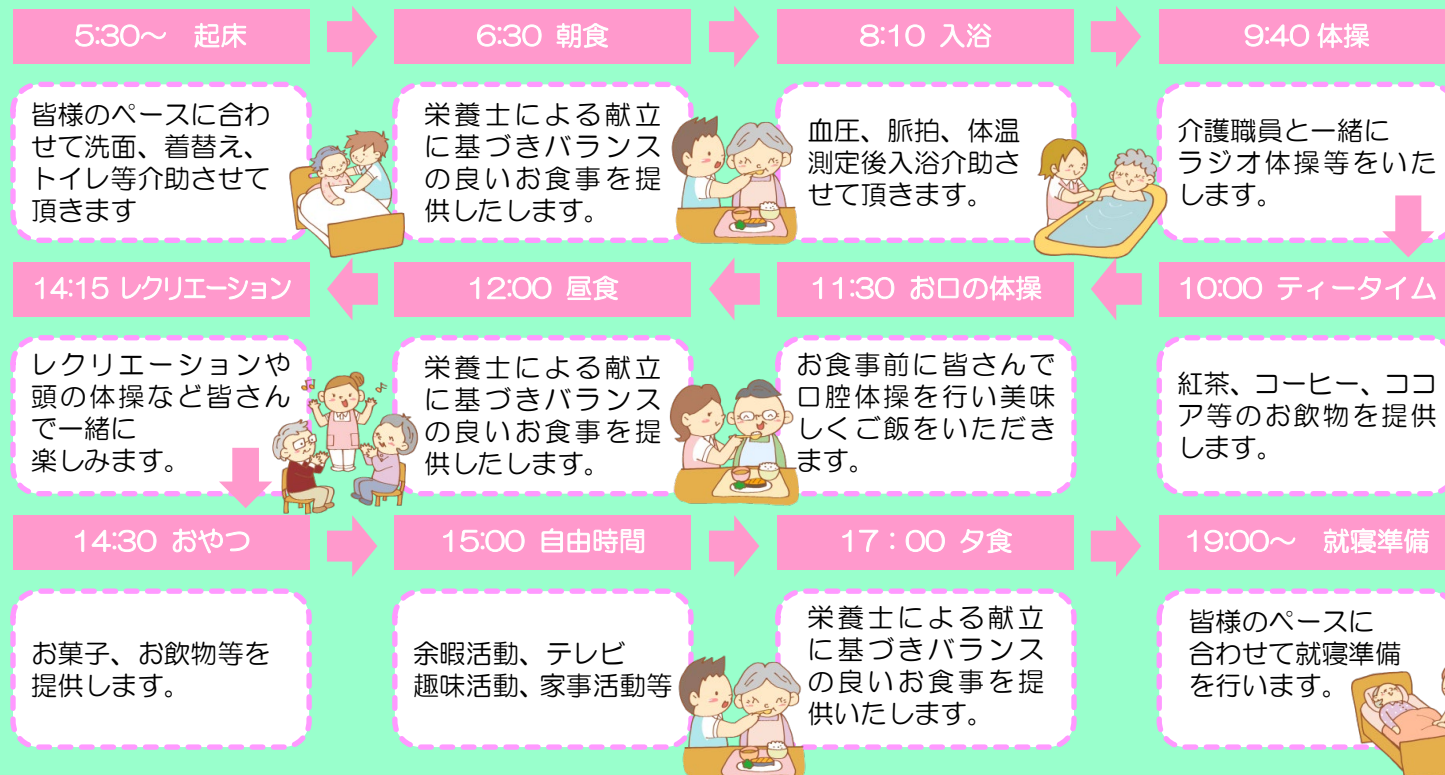 5:30～ 起床
皆様のペースに合わ
せて洗面、着替え、
トイレ等介助させて
頂きます
6:30 朝食
栄養士による献立
に基づきバランス
の良いお食事を提
供したします。
8:10 入浴
血圧、脈拍、体温
測定後入浴介助さ
せて頂きます。
9:40 体操
介護職員と一緒に
ラジオ体操等をいた
します。
10:00 ティータイム
紅茶、コーヒー、ココ
ア等のお飲物を提供
します。
11:30 お口の体操
お食事前に皆さんで
口腔体操を行い美味
しくご飯をいただき
ます。
12:00 昼食
栄養士による献立
に基づきバランス
の良いお食事を提
供したします。
14:15 レクリエーション
レクリエーションや
頭の体操など皆さん
で一緒に
楽しみます。
14:30 おやつ
お菓子、お飲物等を
提供します。
15:00 自由時間
余暇活動、テレビ
趣味活動、家事活動等
17：00 夕食
栄養士による献立
に基づきバランス
の良いお食事を提
供いたします。
19:00～ 就寝準備
皆様のペースに
合わせて就寝準備
を行います。